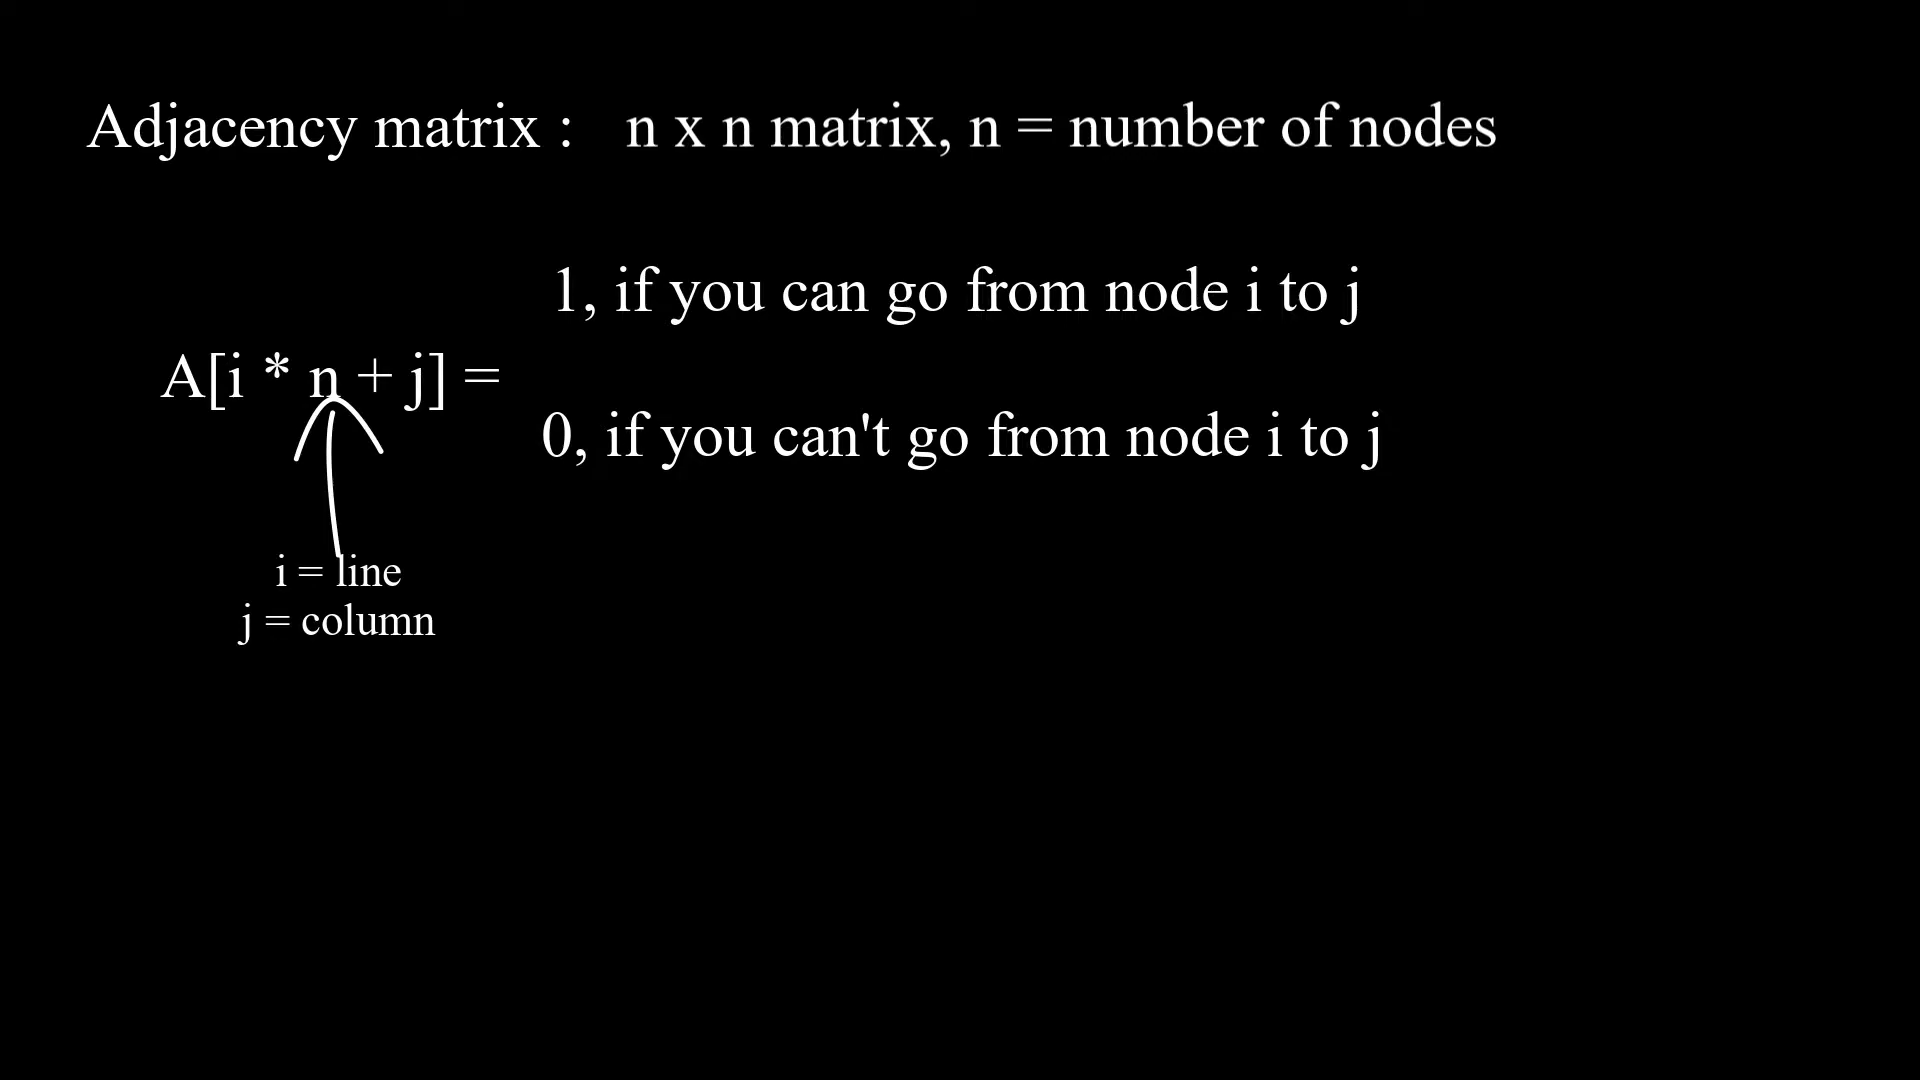 Adjacency matrix : n x n matrix, n = number of nodes
1, if you can go from node i to j
A[i * n + j] =
0, if you can't go from node i to j
i = line
j = column